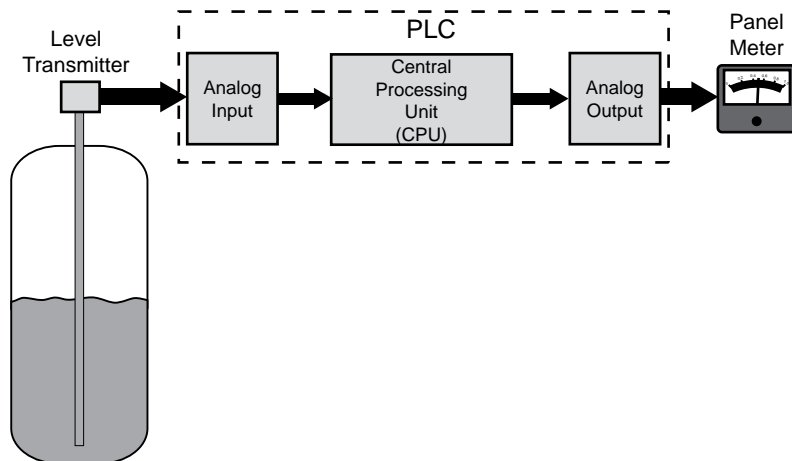 PLC
Level
Transmitter
Analog
Input
Central
Processing
Unit
(CPU)
Analog
Output
Panel
Meter